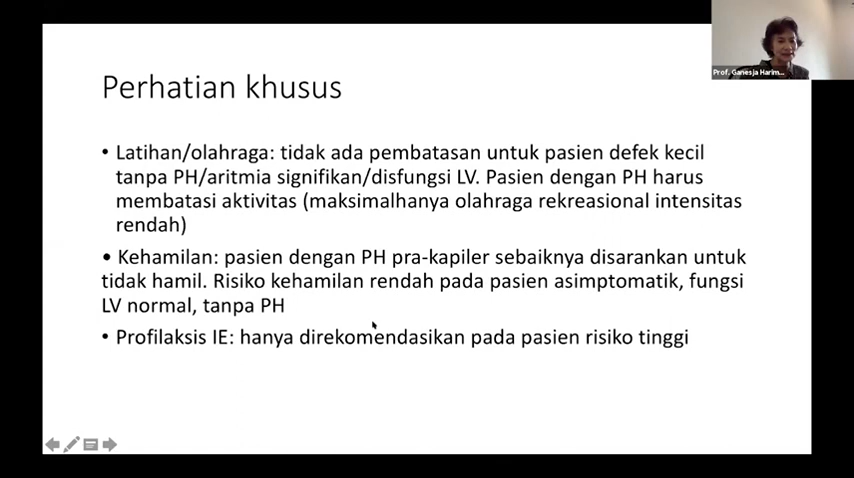 Prof. Ganesja Harim...
Perhatian khusus
• Latihan/olahraga: tidak ada pembatasan untuk pasien defek kecil
tanpa PH/aritmia signifikan/disfungsi LV. Pasien dengan PH harus
membatasi aktivitas (maksimalhanya olahraga rekreasional intensitas
rendah)
• Kehamilan: pasien dengan PH pra-kapiler sebaiknya disarankan untuk
tidak hamil. Risiko kehamilan rendah pada pasien asimptomatik, fungsi
LV normal, tanpa PH
• Profilaksis IE: hanya direkomendasikan pada pasien risiko tinggi